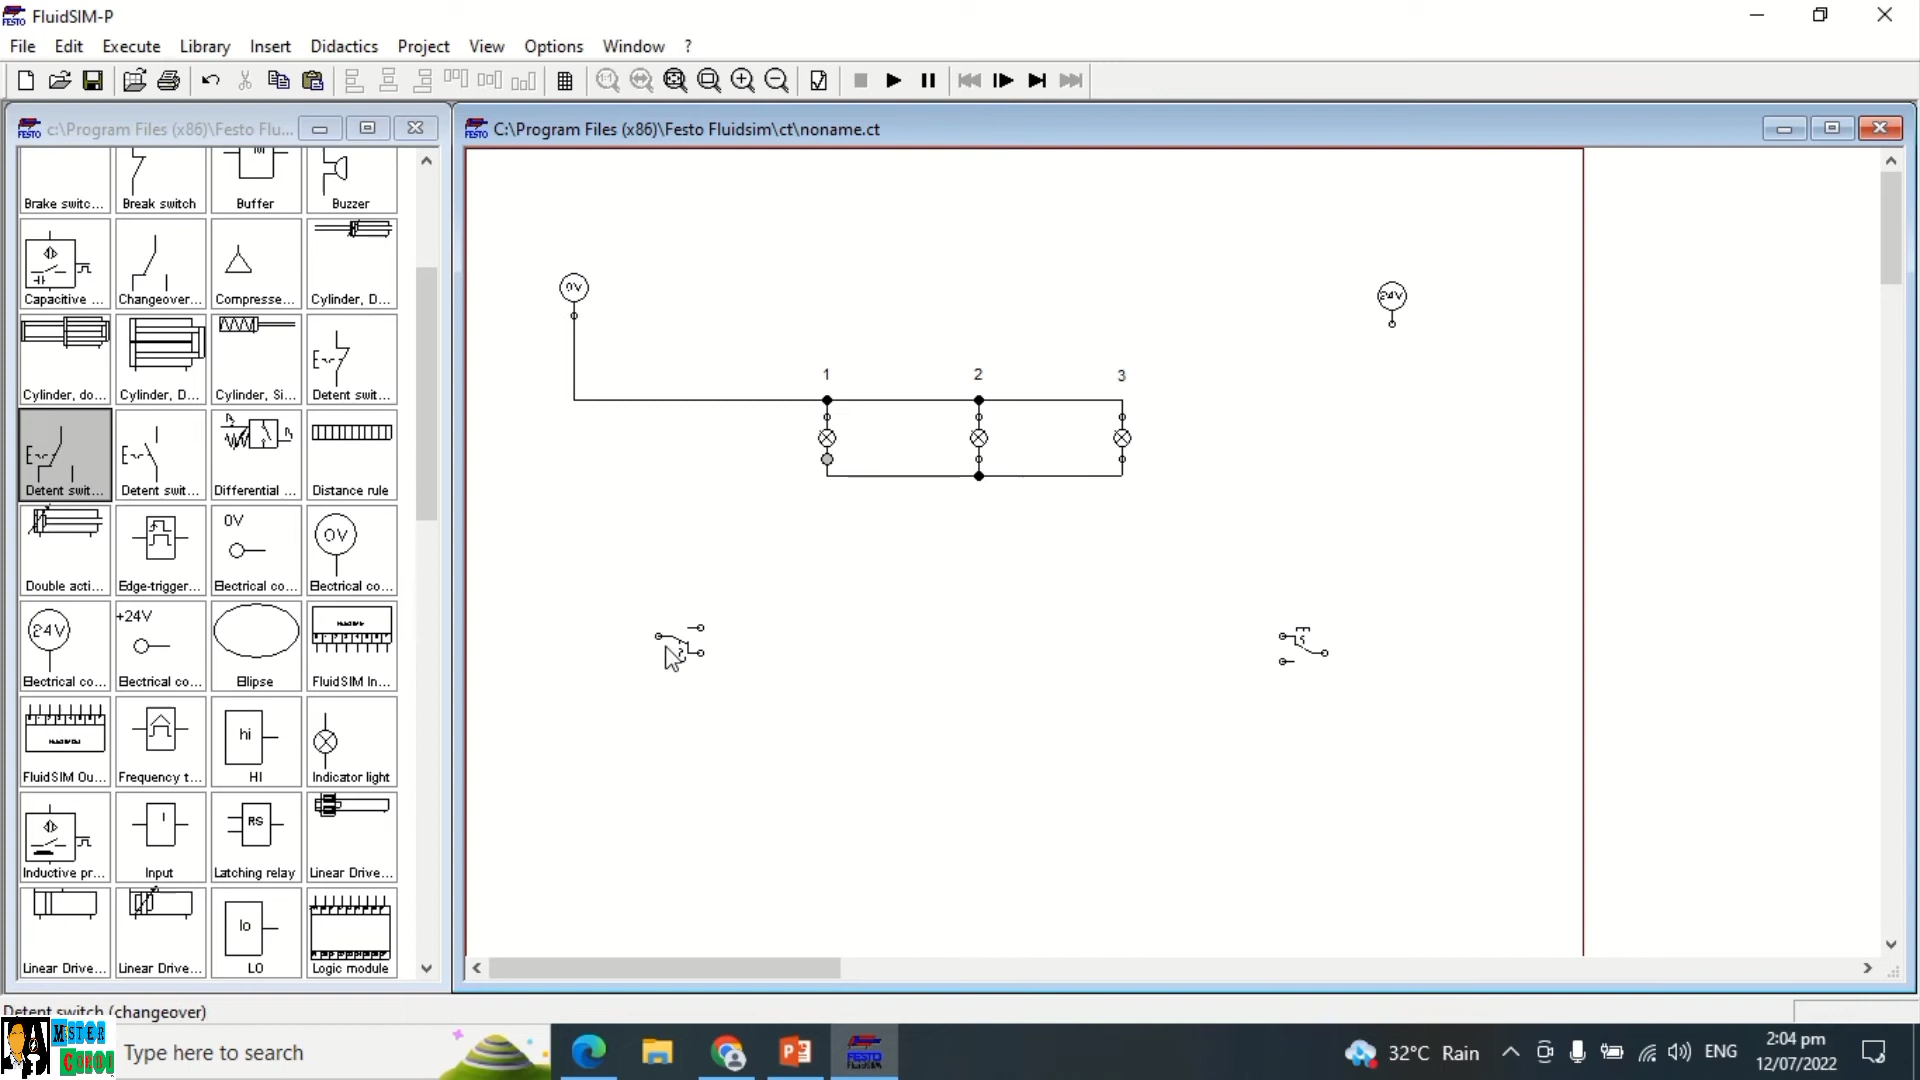 FluidSIM-P
File Edit Execute Library Insert Didactics Project View Options Window ?
c:\Program Files (x86)\Festo Flu...
C:\Program Files (x86)\Festo Fluidsim\ct\noname.ct
Brake switc... Break switch Buffer Buzzer
Capacitive ... Changeover... Compresse... Cylinder, D...
Cylinder, do... Cylinder, D... Cylinder, Si... Detent swit...
Detent swit... Detent swit... Differential ... Distance rule
0V 0V
Double acti... Edge-trigger... Electrical co... Electrical co...
24V +24V
Electrical co... Electrical co... Elipse FluidSIM In...
hi
FluidSIM Ou... Frequency t... HI Indicator light
I RS
Inductive pr... Input Latching relay Linear Drive...
lo
Linear Drive... Linear Drive... LO Logic module
0V 24V
1 2 3
Detent switch (changeover)
MISTER
COLOI
Type here to search
32°C Rain
ENG
2:04 pm
12/07/2022